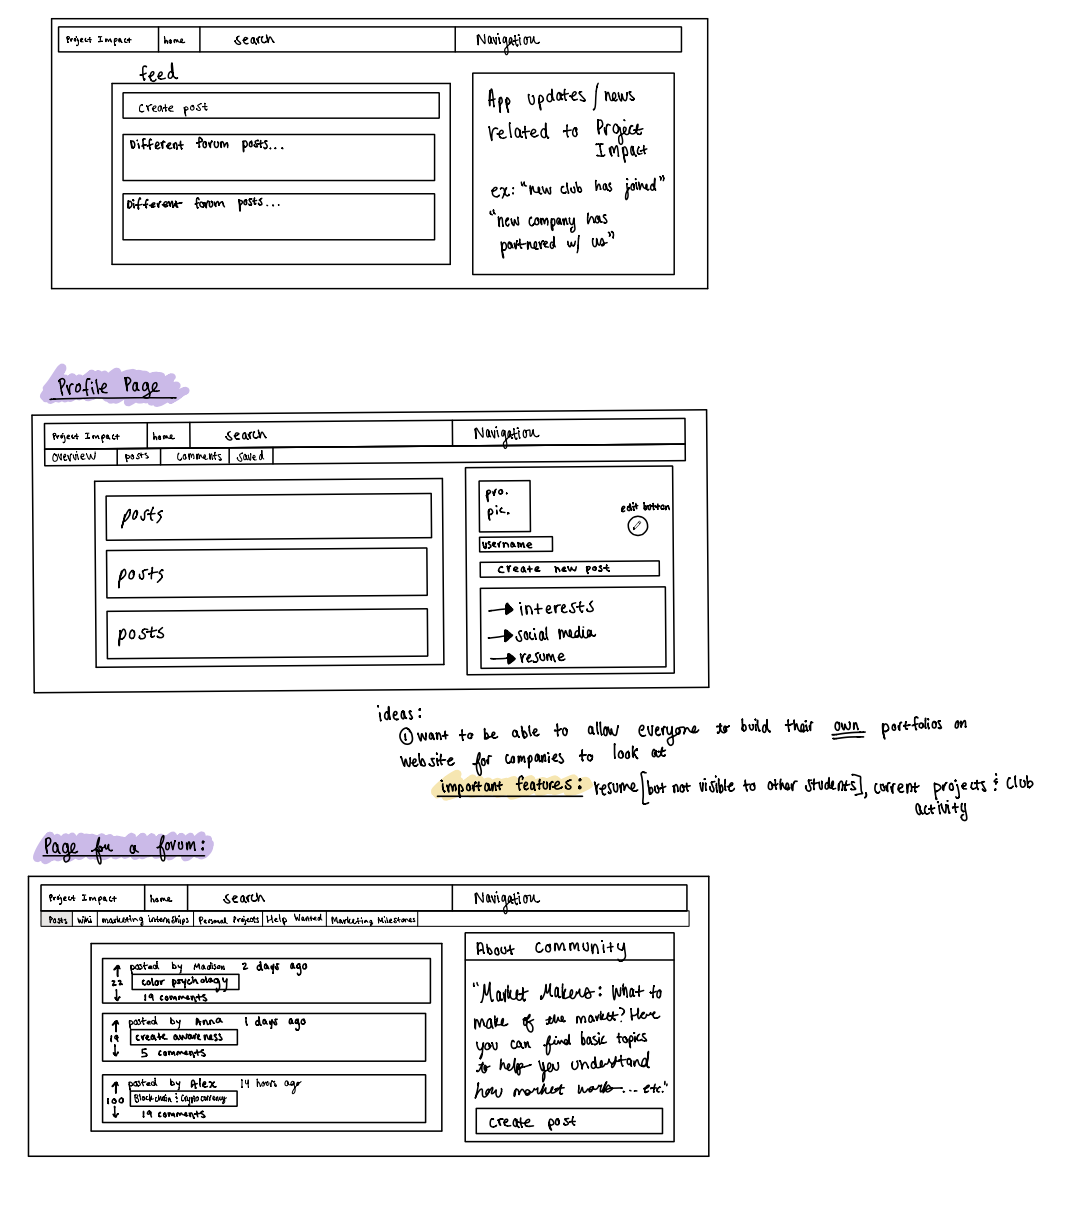 Project Impact home search Navigation
feed
create post
Different forum posts...
Different forum posts...
App updates/news
related to Project
Impact
ex: "new club has joined"
"new company has
partnered w/ us"
Profile Page
Project Impact home search Navigation
overview posts comments saved
posts
posts
posts
pro.
pic.
edit button
username
create new post
→ interests
→ social media
→ resume
ideas:
① want to be able to allow everyone to build their own portfolios on
website for companies to look at
important features: resume [but not visible to other students], current projects & club
activity
Page for a forum:
Project Impact home search Navigation
Posts wiki marketing internships Personal Projects Help Wanted Marketing Milestones
↑ posted by Madison 2 days ago
22 color psychology
↓ 19 comments
↑ posted by Anna 1 days ago
19 create awareness
↓ 5 comments
↑ posted by Alex 14 hours ago
100 Blockchain & Cryptocurrency
↓ 19 comments
About Community
"Market Makers: What to
make of the market? Here
you can find basic topics
to help you understand
how market works... etc."
create post